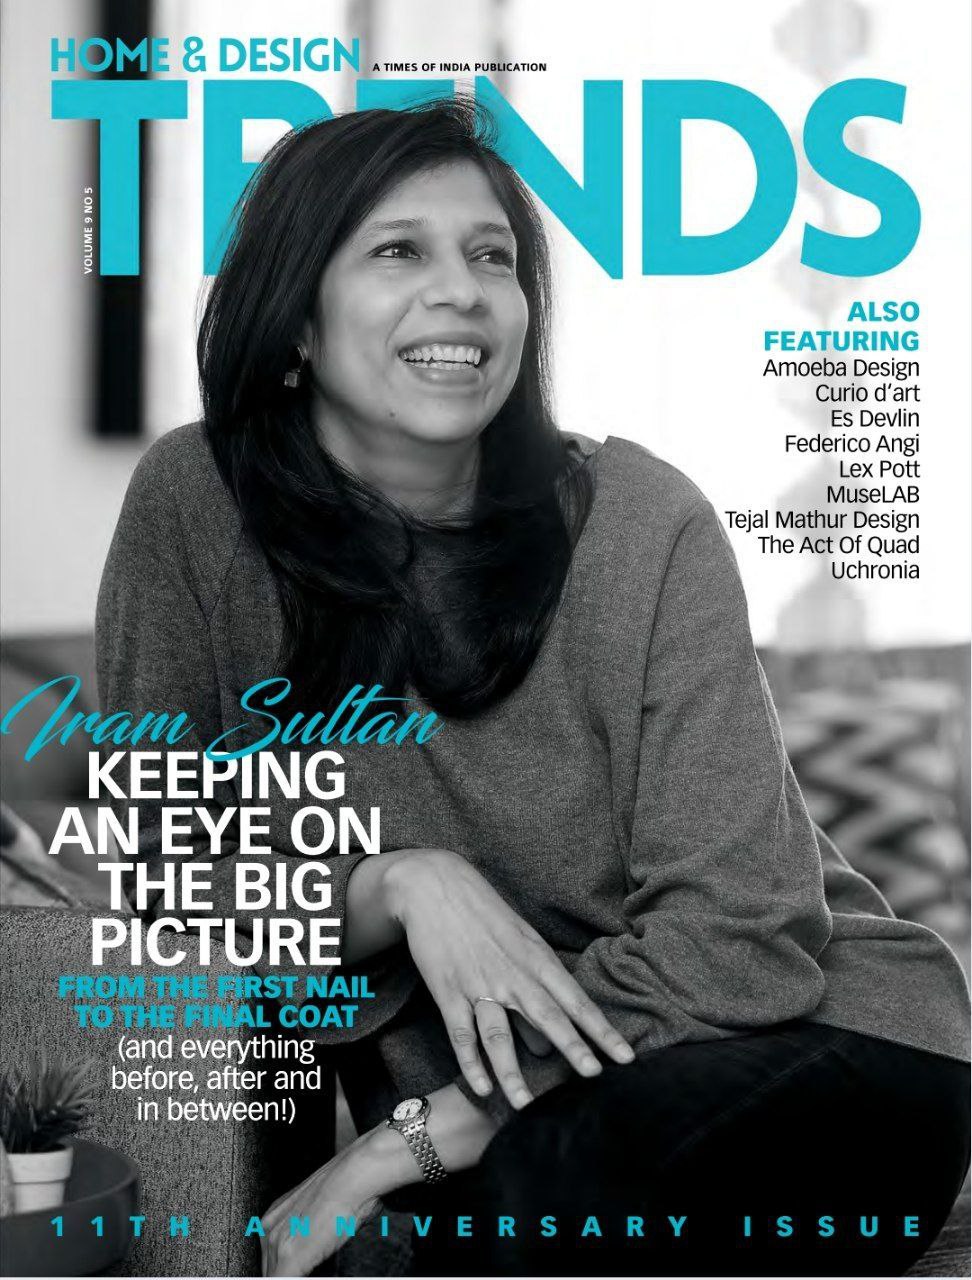 HOME & DESIGN
A TIMES OF INDIA PUBLICATION
TRENDS
VOLUME 9 NO 5
ALSO
FEATURING
Amoeba Design
Curio d'art
Es Devlin
Federico Angi
Lex Pott
MuseLAB
Tejal Mathur Design
The Act Of Quad
Uchronia
Iram Sultan
KEEPING
AN EYE ON
THE BIG
PICTURE
FROM THE FIRST NAIL
TO THE FINAL COAT
(and everything
before, after and
in between!)
11TH ANNIVERSARY ISSUE